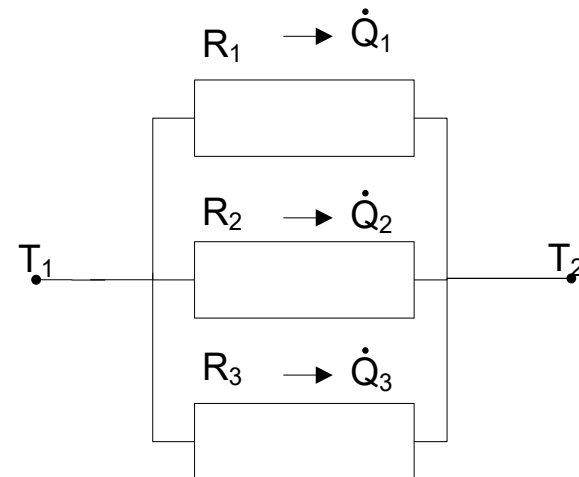 R₁ → Q̇₁
R₂ → Q̇₂
T₁ T₂
R₃ → Q̇₃